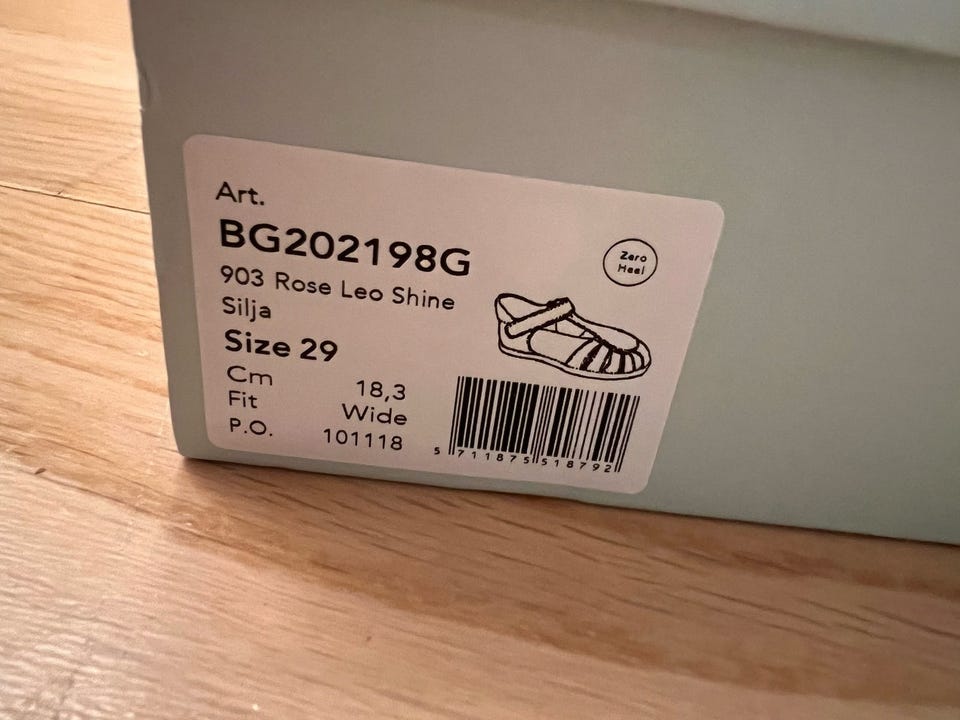 Art.
BG202198G
903 Rose Leo Shine
Silja
Size 29
Cm 18,3
Fit Wide
P.O. 101118
Zero
Heel
5 711875 518792